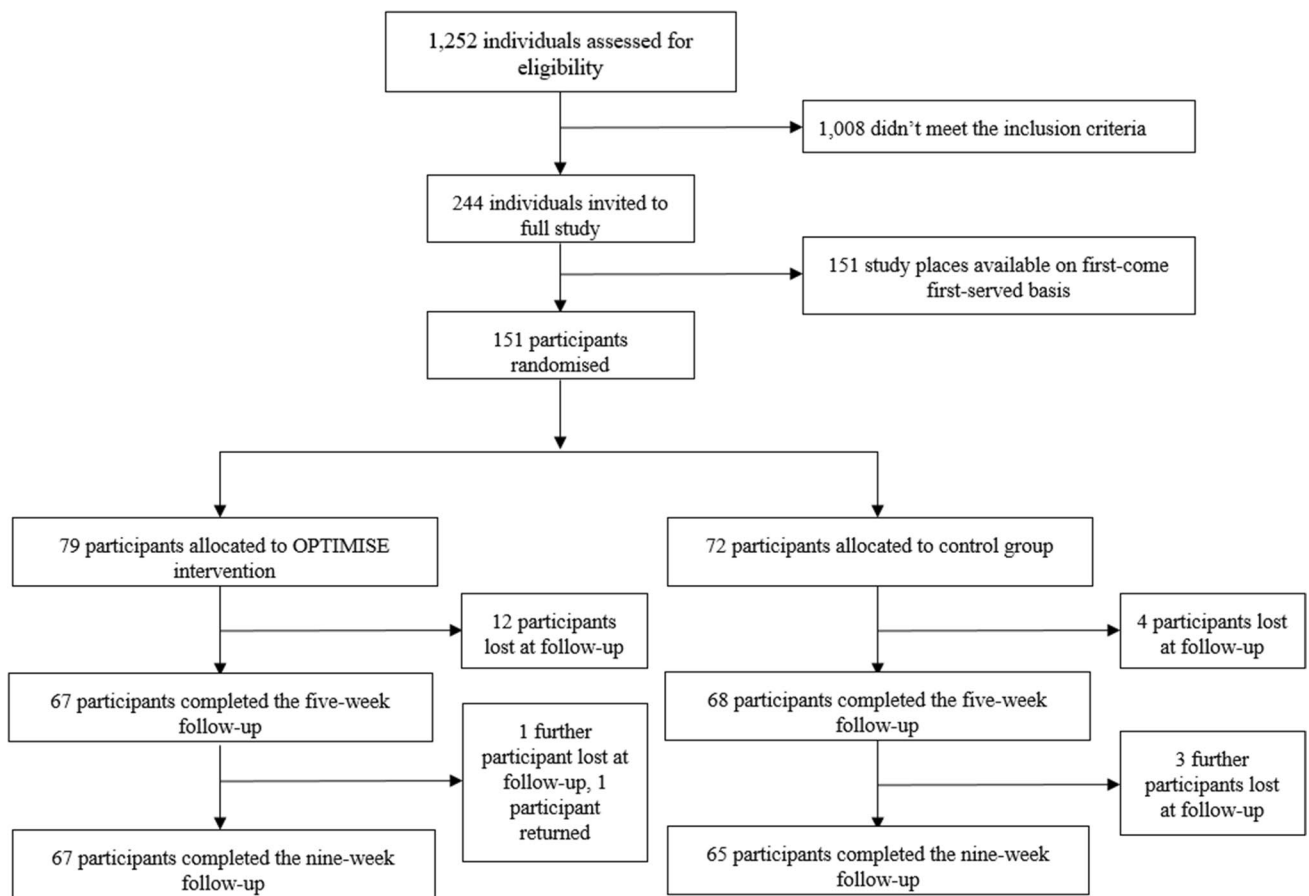 1,252 individuals assessed for
eligibility
1,008 didn’t meet the inclusion criteria
244 individuals invited to
full study
151 study places available on first-come
first-served basis
151 participants
randomised
79 participants allocated to OPTIMISE
intervention
72 participants allocated to control group
12 participants
lost at follow-up
4 participants lost
at follow-up
67 participants completed the five-week
follow-up
68 participants completed the five-week
follow-up
1 further
participant lost at
follow-up, 1
participant
returned
3 further
participants lost
at follow-up
67 participants completed the nine-week
follow-up
65 participants completed the nine-week
follow-up